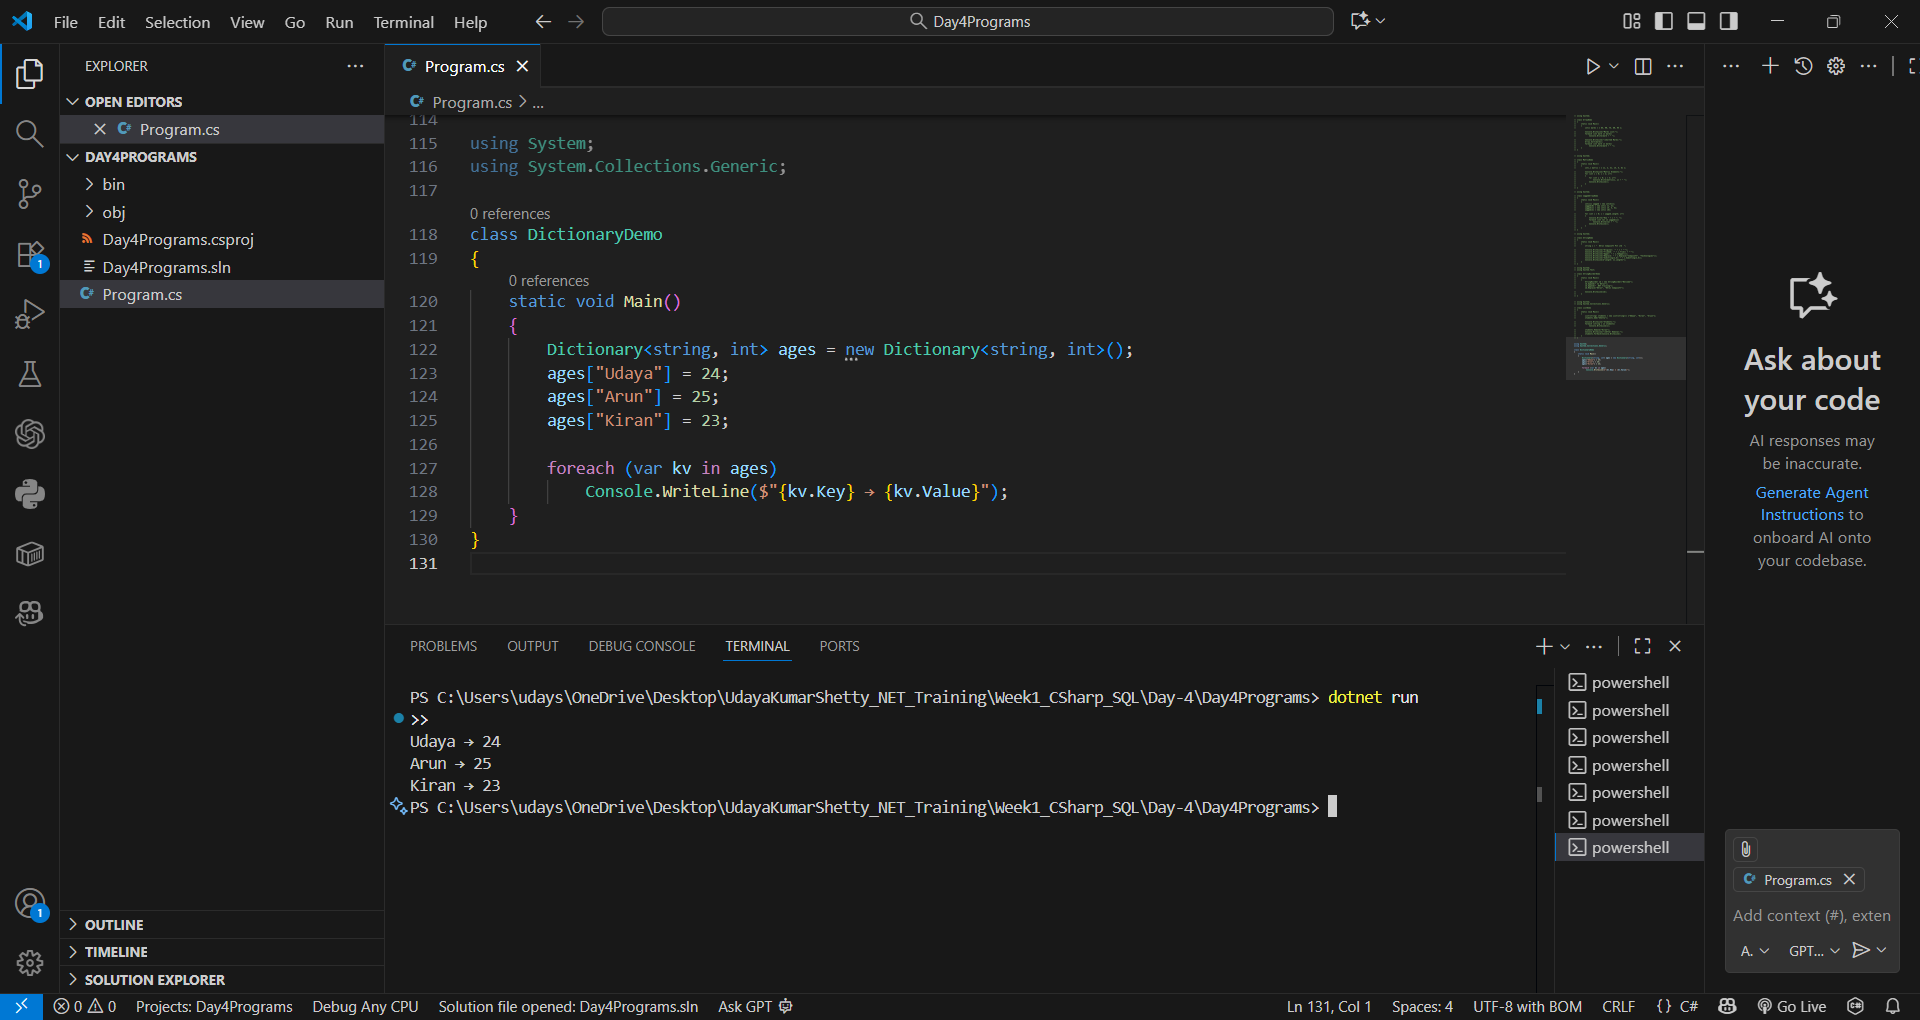 File Edit Selection View Go Run Terminal Help
Day4Programs
EXPLORER
OPEN EDITORS
Program.cs
DAY4PROGRAMS
bin
obj
Day4Programs.csproj
Day4Programs.sln
Program.cs
OUTLINE
TIMELINE
SOLUTION EXPLORER
1
1
Program.cs
Program.cs > ...
114
115 using System;
116 using System.Collections.Generic;
117
0 references
118 class DictionaryDemo
119 {
0 references
120 static void Main()
121 {
122 Dictionary<string, int> ages = new Dictionary<string, int>();
123 ages["Udaya"] = 24;
124 ages["Arun"] = 25;
125 ages["Kiran"] = 23;
126
127 foreach (var kv in ages)
128 Console.WriteLine($"{kv.Key} → {kv.Value}");
129 }
130 }
131
PROBLEMS OUTPUT DEBUG CONSOLE TERMINAL PORTS
PS C:\Users\udays\OneDrive\Desktop\UdayaKumarShetty_NET_Training\Week1_CSharp_SQL\Day-4\Day4Programs> dotnet run
>>
Udaya → 24
Arun → 25
Kiran → 23
PS C:\Users\udays\OneDrive\Desktop\UdayaKumarShetty_NET_Training\Week1_CSharp_SQL\Day-4\Day4Programs>
powershell
powershell
powershell
powershell
powershell
powershell
powershell
Ask about
your code
AI responses may
be inaccurate.
Generate Agent
Instructions to
onboard AI onto
your codebase.
Program.cs
Add context (#), exten
A. GPT...
0 0 Projects: Day4Programs Debug Any CPU Solution file opened: Day4Programs.sln Ask GPT
Ln 131, Col 1 Spaces: 4 UTF-8 with BOM CRLF {} C# Go Live